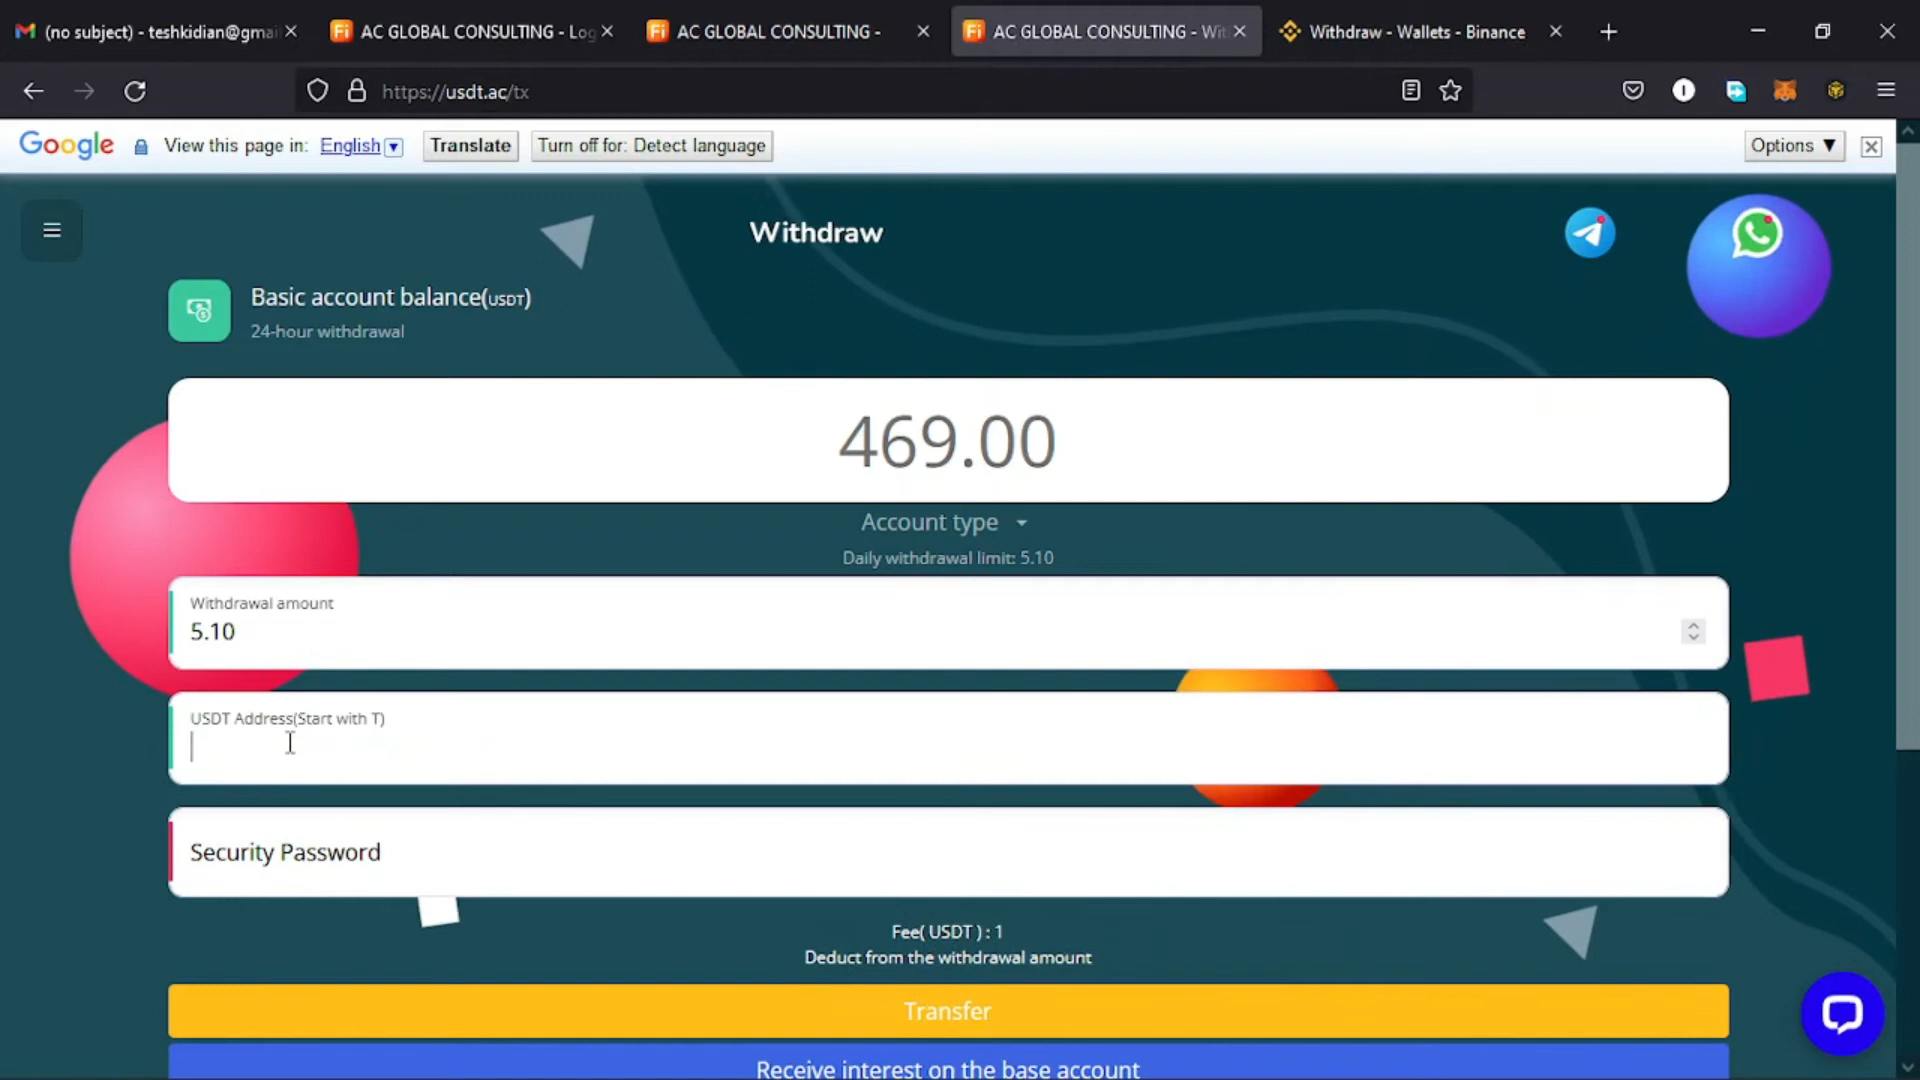 (no subject) - teshkidian@gmai
AC GLOBAL CONSULTING - Log
AC GLOBAL CONSULTING -
AC GLOBAL CONSULTING - Wit
Withdraw - Wallets - Binance
https://usdt.ac/tx
Google View this page in: English Translate Turn off for: Detect language Options ▼
Withdraw
Basic account balance(USDT)
24-hour withdrawal
469.00
Account type
Daily withdrawal limit: 5.10
Withdrawal amount
5.10
USDT Address(Start with T)
Security Password
Fee( USDT ) : 1
Deduct from the withdrawal amount
Transfer
Receive interest on the base account